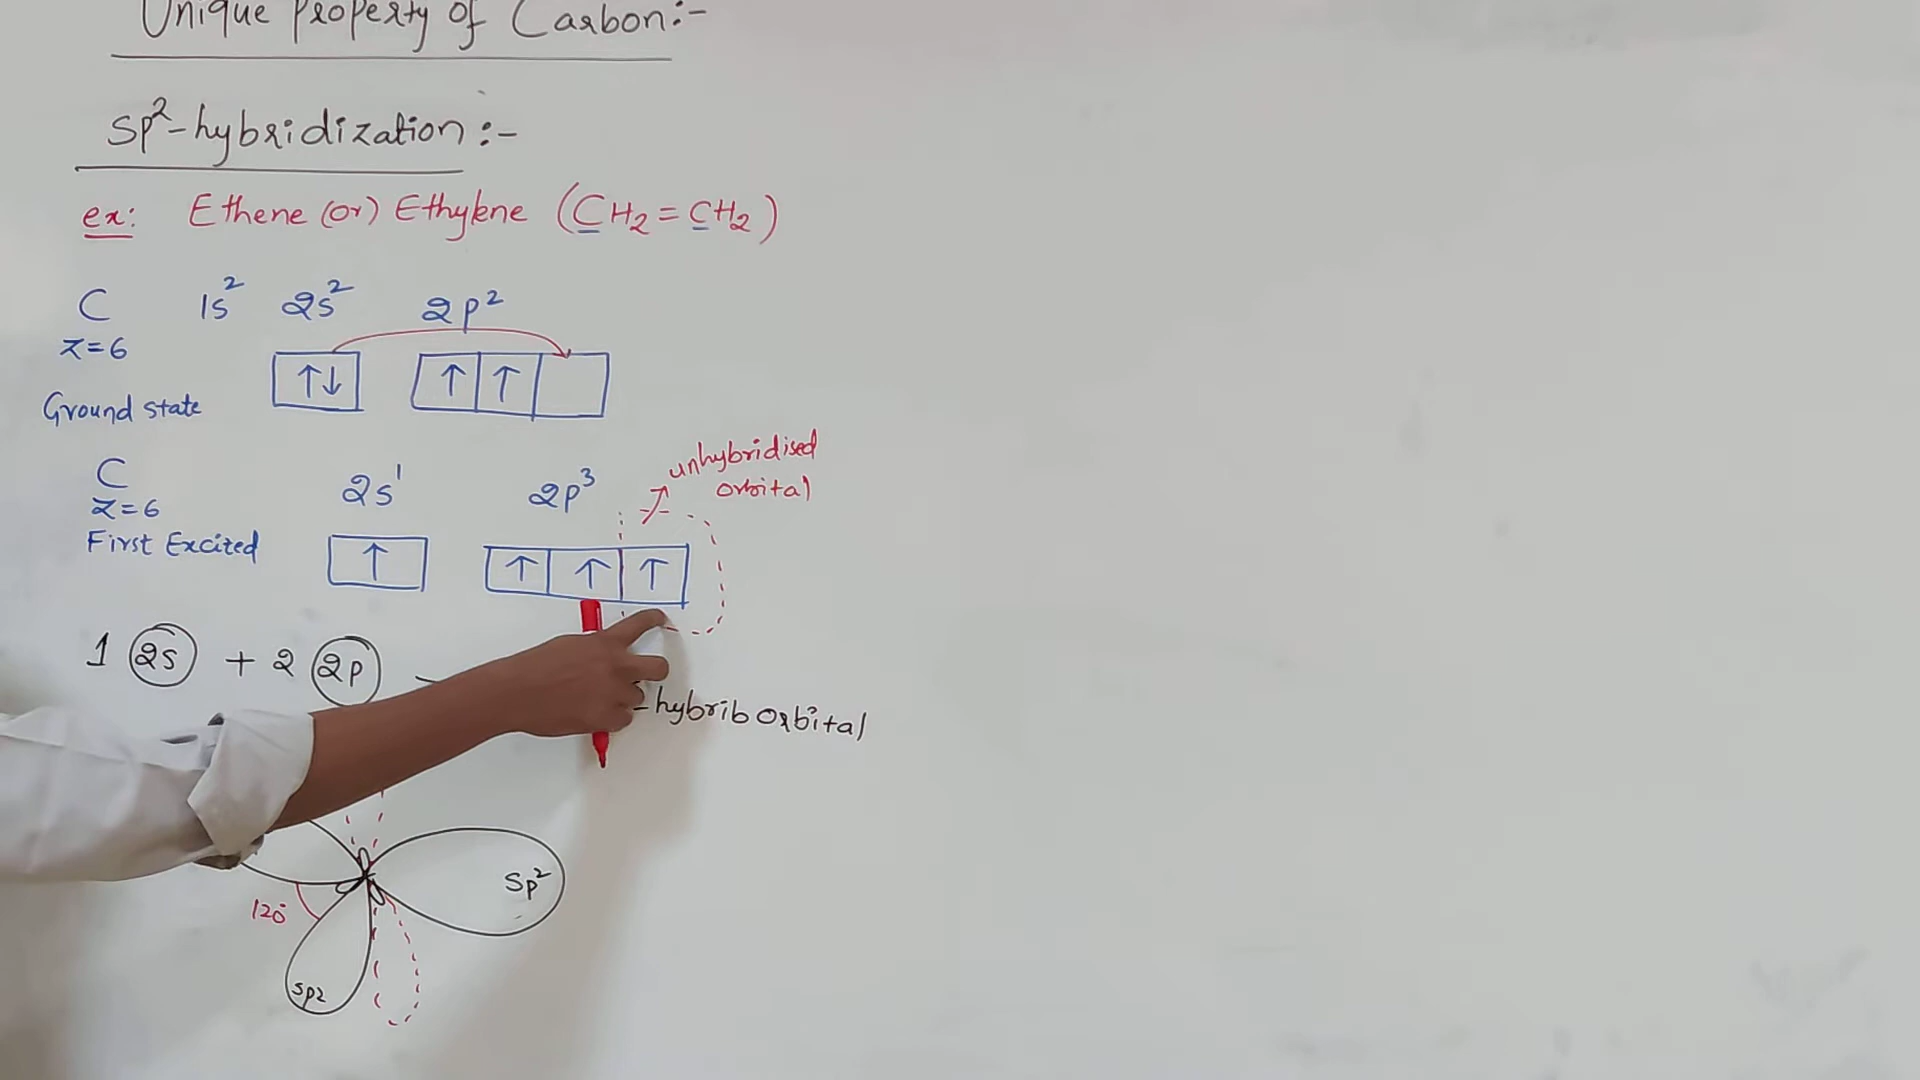 Unique Property of Carbon:-
Sp²-hybridization:-
ex: Ethene (or) Ethylene (CH₂=CH₂)
C 1s² 2s² 2p²
z=6
↑↓ ↑ ↑
Ground state
unhybridised
orbital
C 2s¹ 2p³
z=6
First Excited
↑ ↑ ↑ ↑
1 2s + 2 2p
-hybrib orbital
Sp²
120°
sp2